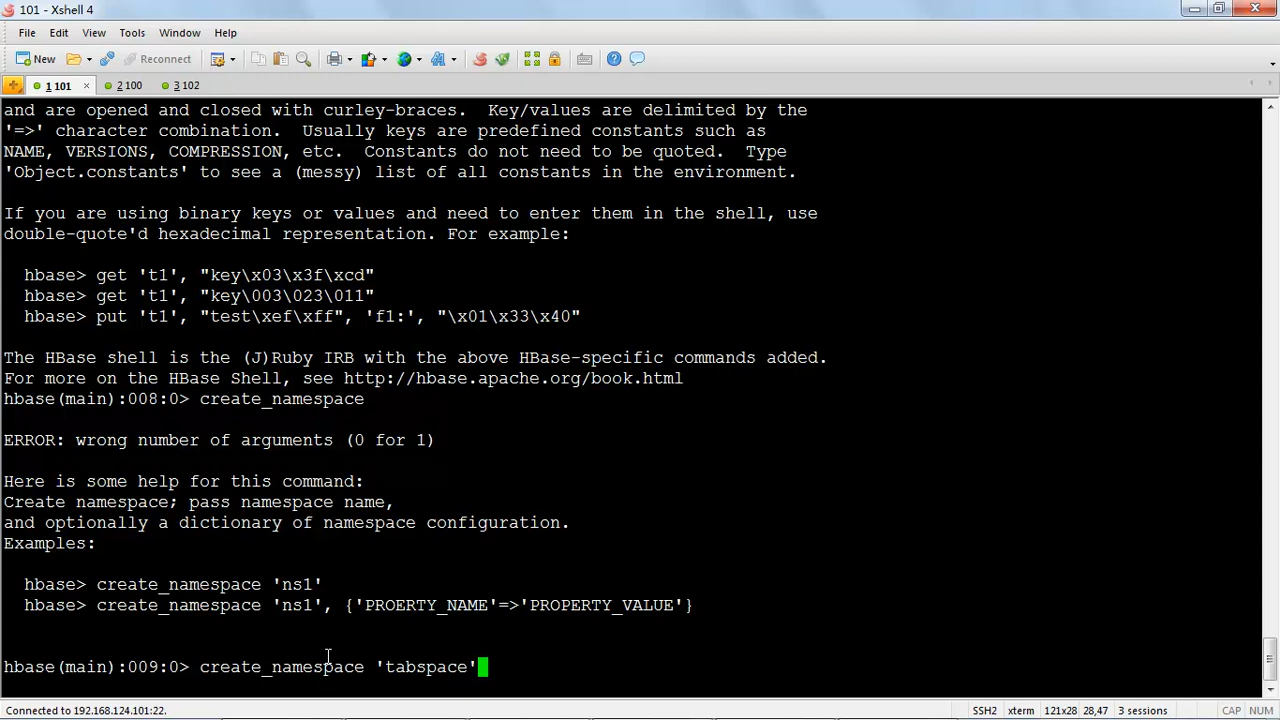 101 - Xshell 4
File Edit View Tools Window Help
New Reconnect
1 101 2 100 3 102
and are opened and closed with curley-braces.  Key/values are delimited by the
'=>' character combination.  Usually keys are predefined constants such as
NAME, VERSIONS, COMPRESSION, etc.  Constants do not need to be quoted.  Type
'Object.constants' to see a (messy) list of all constants in the environment.
If you are using binary keys or values and need to enter them in the shell, use
double-quote'd hexadecimal representation. For example:
hbase> get 't1', "key\x03\x3f\xcd"
hbase> get 't1', "key\003\023\011"
hbase> put 't1', "test\xef\xff", 'f1:', "\x01\x33\x40"
The HBase shell is the (J)Ruby IRB with the above HBase-specific commands added.
For more on the HBase Shell, see http://hbase.apache.org/book.html
hbase(main):008:0> create_namespace
ERROR: wrong number of arguments (0 for 1)
Here is some help for this command:
Create namespace; pass namespace name,
and optionally a dictionary of namespace configuration.
Examples:
hbase> create_namespace 'ns1'
hbase> create_namespace 'ns1', {'PROERTY_NAME'=>'PROPERTY_VALUE'}
hbase(main):009:0> create_namespace 'tabspace'
Connected to 192.168.124.101:22. SSH2 xterm 121x28 28,47 3 sessions CAP NUM